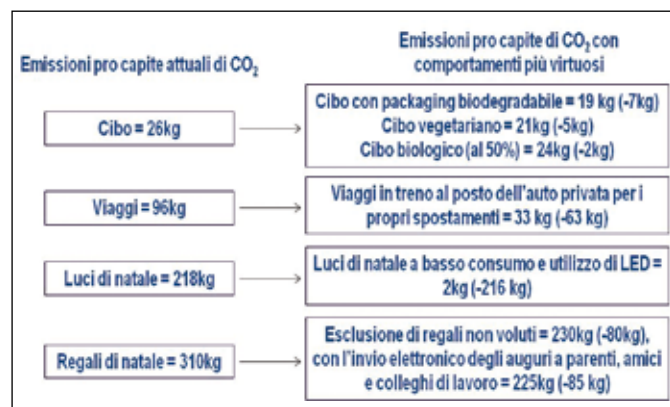 Emissioni pro capite attuali di CO2
Emissioni pro capite di CO2 con
comportamenti più virtuosi
Cibo = 26kg
Cibo con packaging biodegradabile = 19 kg (-7kg)
Cibo vegetariano = 21kg (-5kg)
Cibo biologico (al 50%) = 24kg (-2kg)
Viaggi = 96kg
Viaggi in treno al posto dell'auto privata per i
propri spostamenti = 33 kg (-63 kg)
Luci di natale = 218kg
Luci di natale a basso consumo e utilizzo di LED =
2kg (-216 kg)
Regali di natale = 310kg
Esclusione di regali non voluti = 230kg (-80kg),
con l'invio elettronico degli auguri a parenti, amici
e colleghi di lavoro = 225kg (-85 kg)